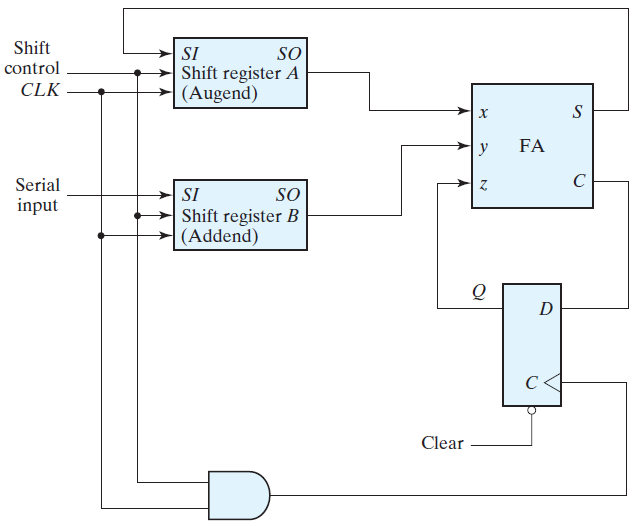 Shift
control
CLK
SI SO
Shift register A
(Augend)
x S
y FA
z C
Serial
input
SI SO
Shift register B
(Addend)
Q
D
C
Clear